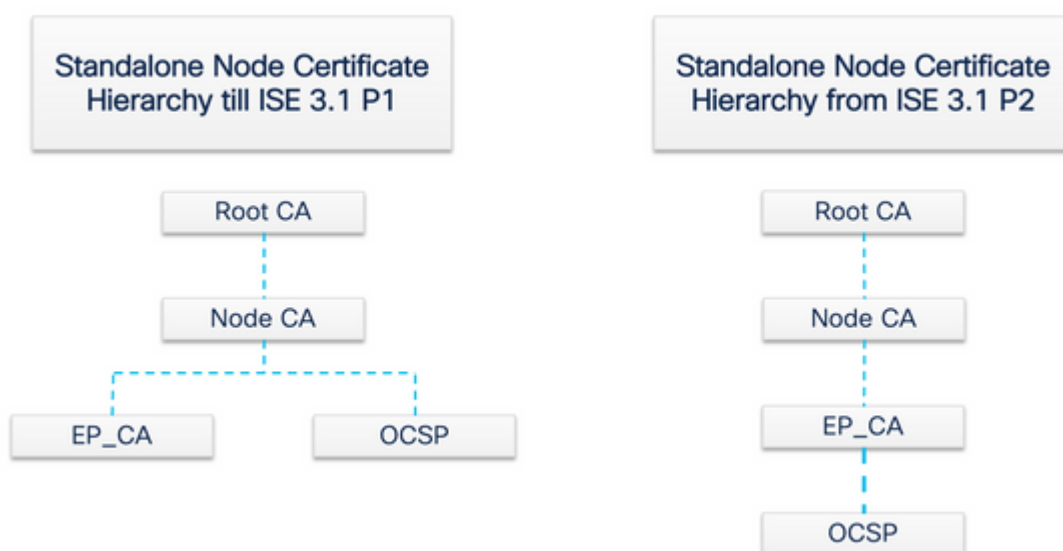 Standalone Node Certificate
Hierarchy till ISE 3.1 P1
Root CA
Node CA
EP_CA
OCSP
Standalone Node Certificate
Hierarchy from ISE 3.1 P2
Root CA
Node CA
EP_CA
OCSP